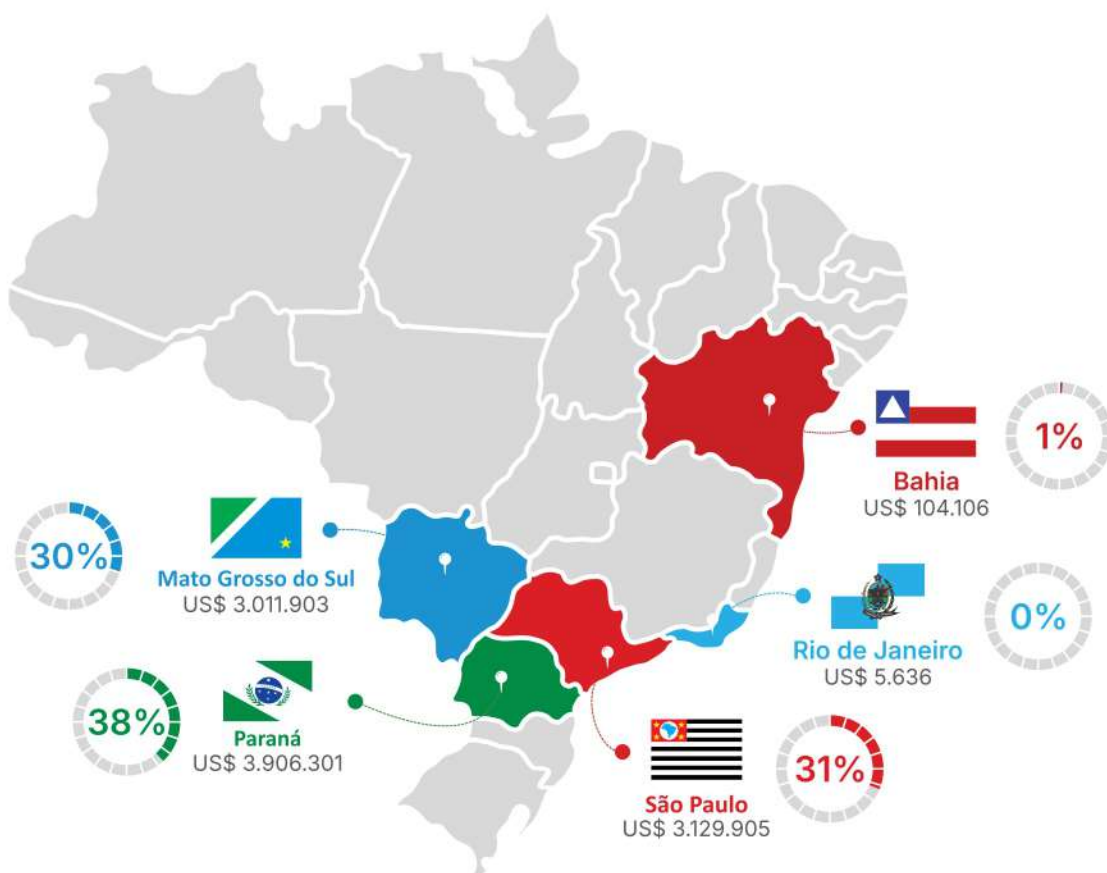 1%
Bahia
US$ 104.106
30%
Mato Grosso do Sul
US$ 3.011.903
0%
Rio de Janeiro
US$ 5.636
38%
Paraná
US$ 3.906.301
31%
São Paulo
US$ 3.129.905